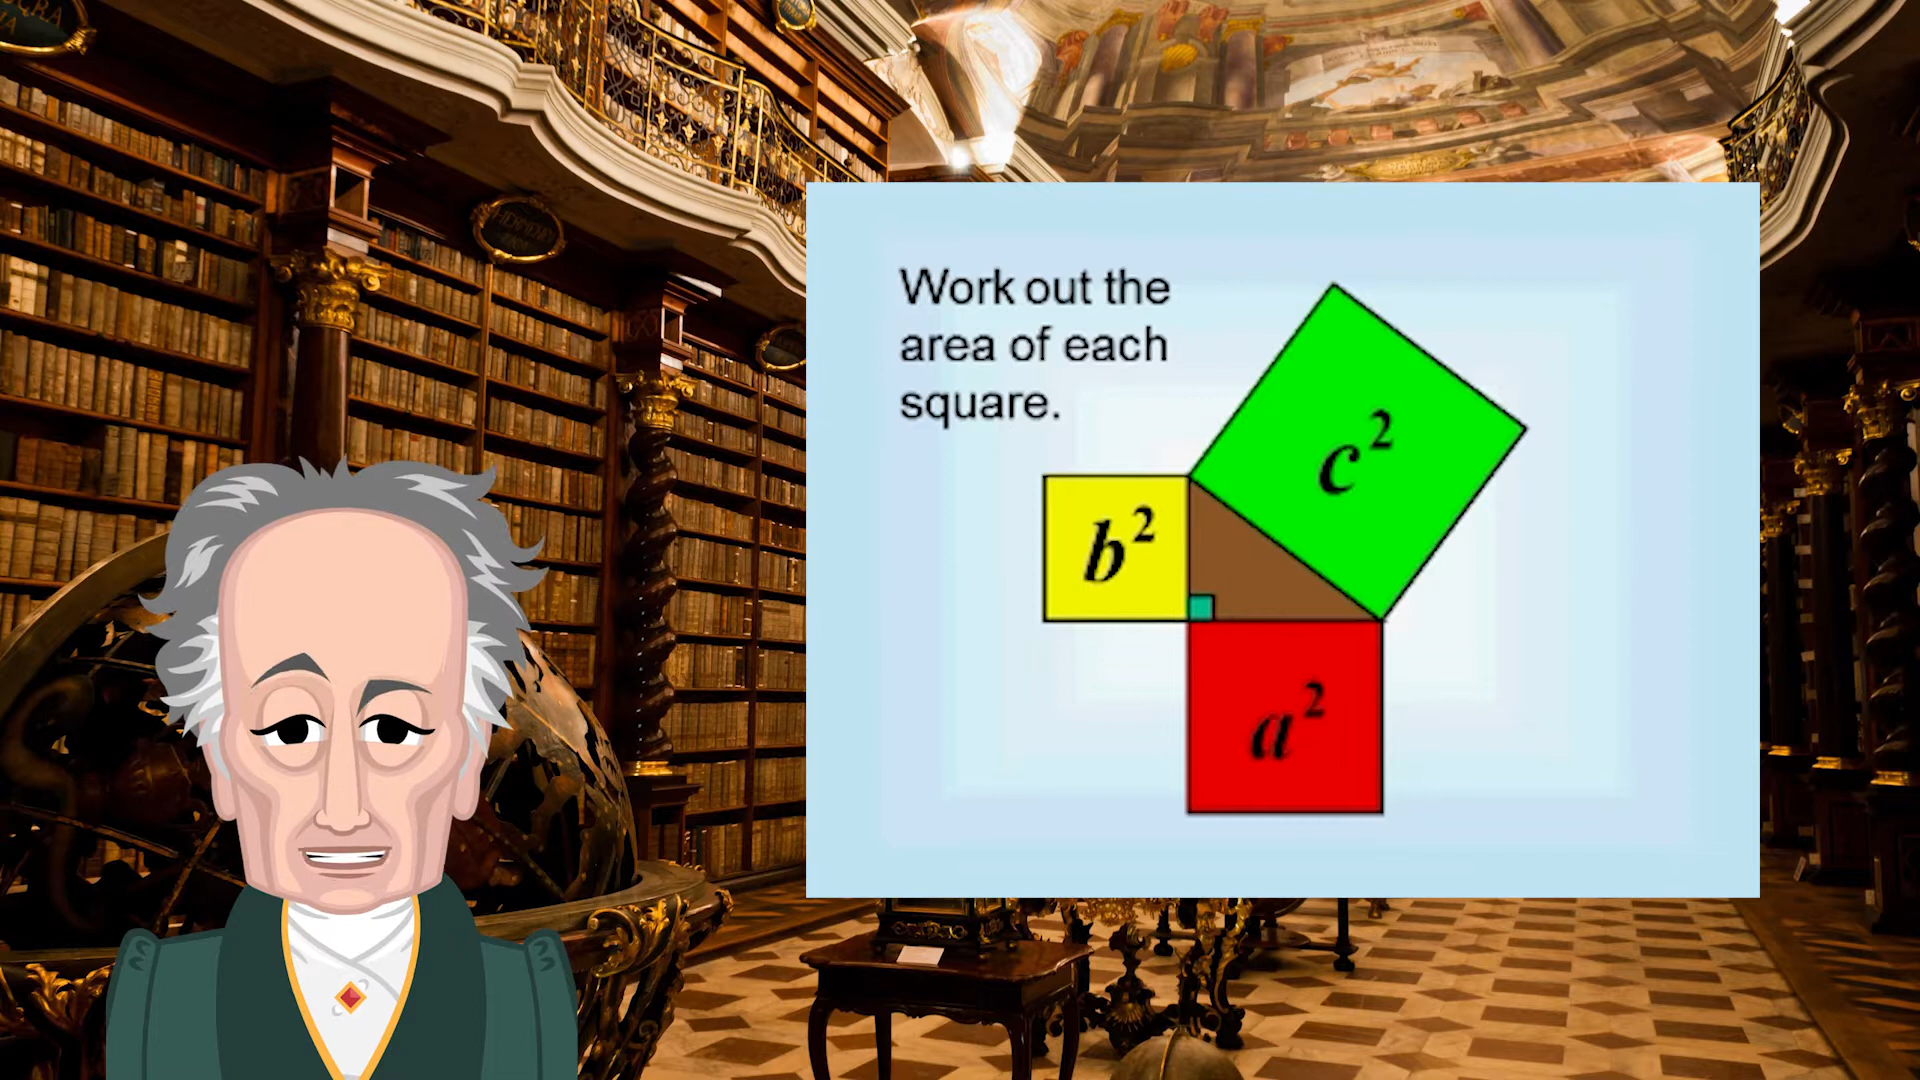 Work out the
area of each
square.
c²
b²
a²